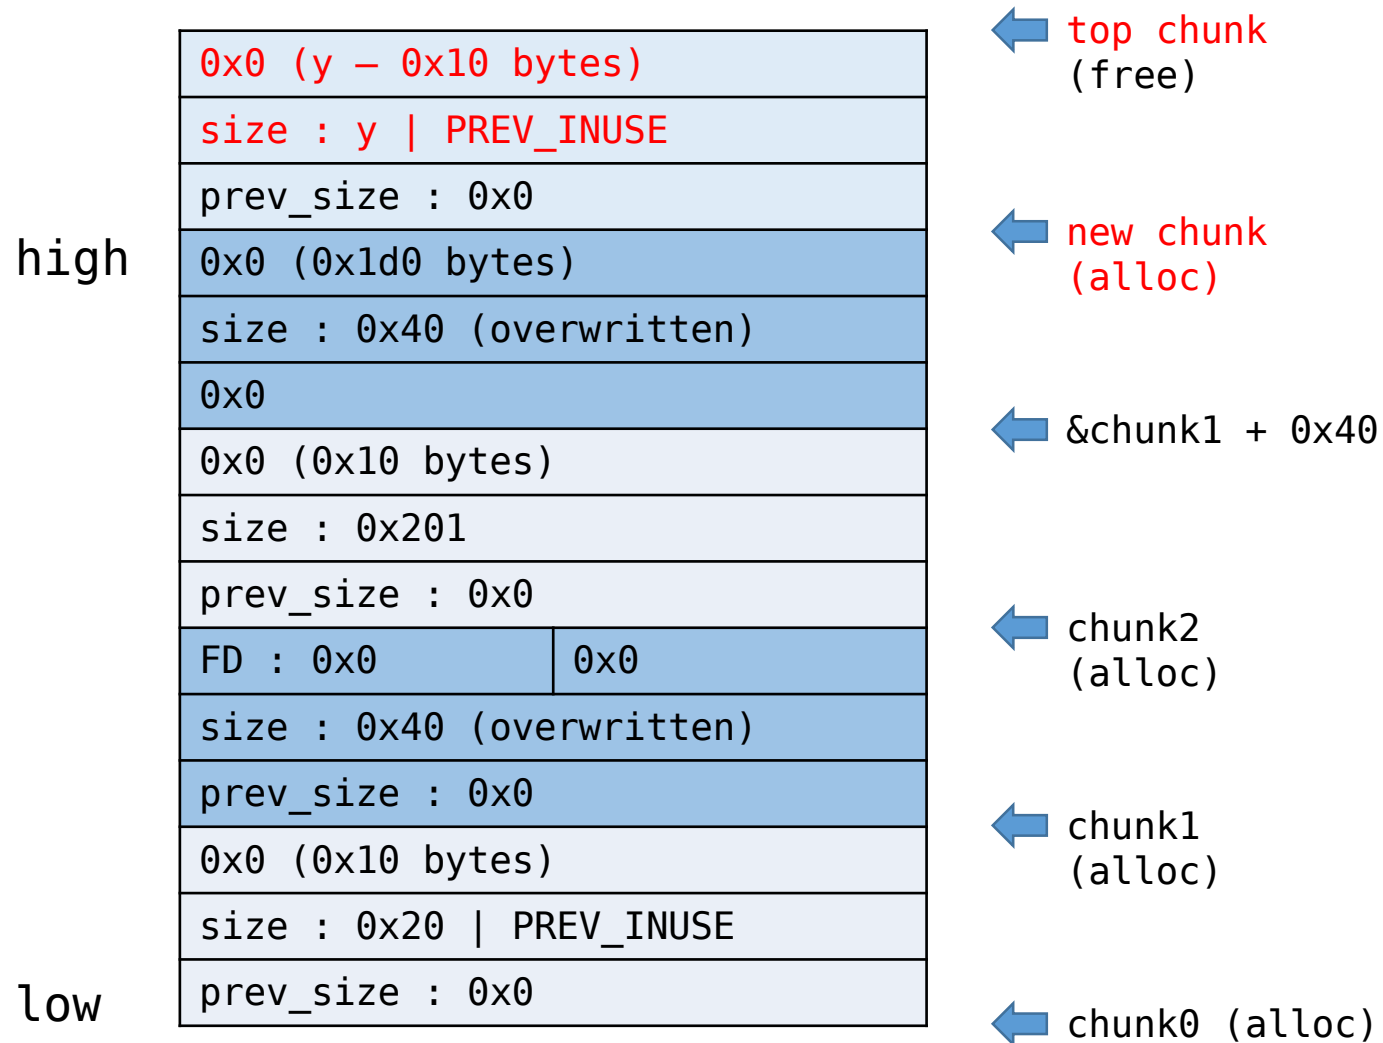 top chunk
(free)
0x0 (y – 0x10 bytes)
size : y | PREV_INUSE
prev_size : 0x0
new chunk
(alloc)
high
0x0 (0x1d0 bytes)
size : 0x40 (overwritten)
0x0
&chunk1 + 0x40
0x0 (0x10 bytes)
size : 0x201
prev_size : 0x0
chunk2
(alloc)
FD : 0x0
0x0
size : 0x40 (overwritten)
prev_size : 0x0
chunk1
(alloc)
0x0 (0x10 bytes)
size : 0x20 | PREV_INUSE
low
prev_size : 0x0
chunk0 (alloc)